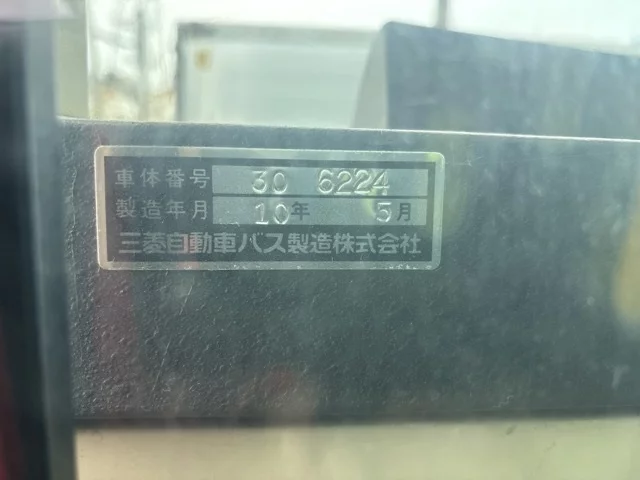 車体番号 30 6224
製造年月 10年 5月
三菱自動車バス製造株式会社